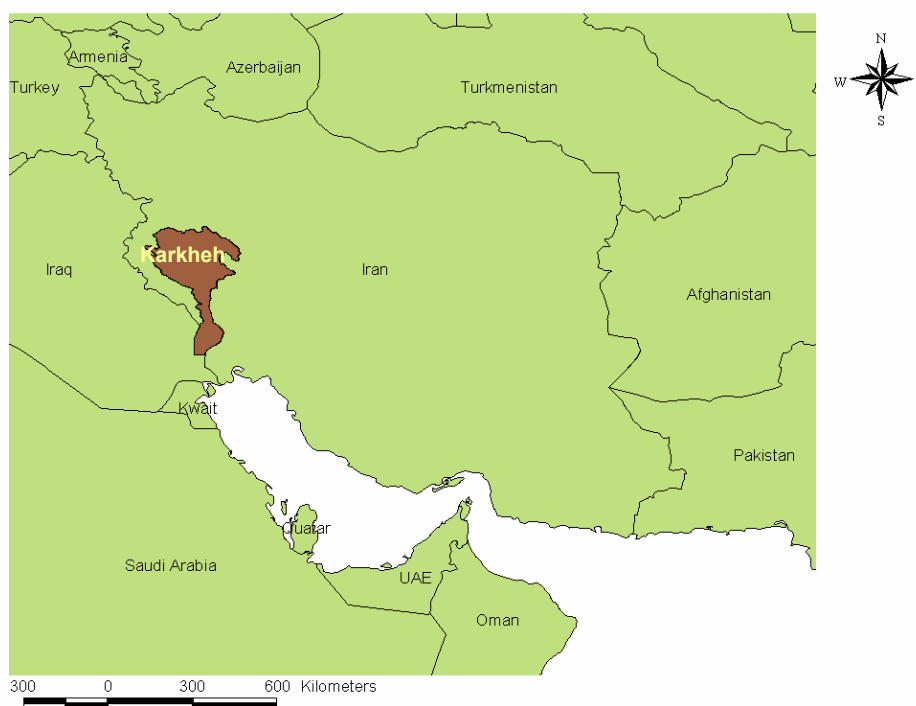 N
Armenia
Azerbaijan
W
Turkey
Turkmenistan
S
Karkheh
Iraq
Iran
Afghanistan
Kwait
Pakistan
Quatar
Saudi Arabia
UAE
Oman
300 0 300 600 Kilometers